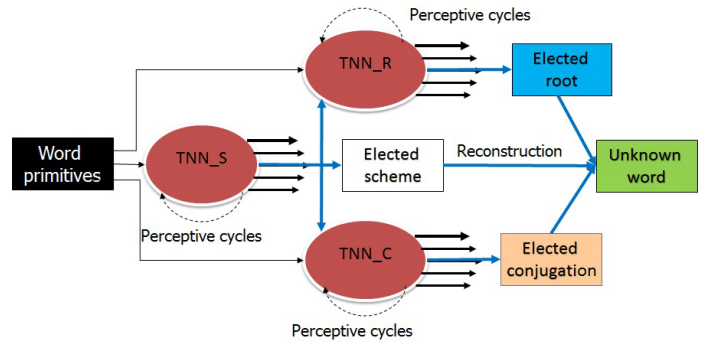 Perceptive cycles
TNN_R
Elected
root
Word
primitives
TNN_S
Elected
scheme
Reconstruction
Unknown
word
Perceptive cycles
TNN_C
Elected
conjugation
Perceptive cycles